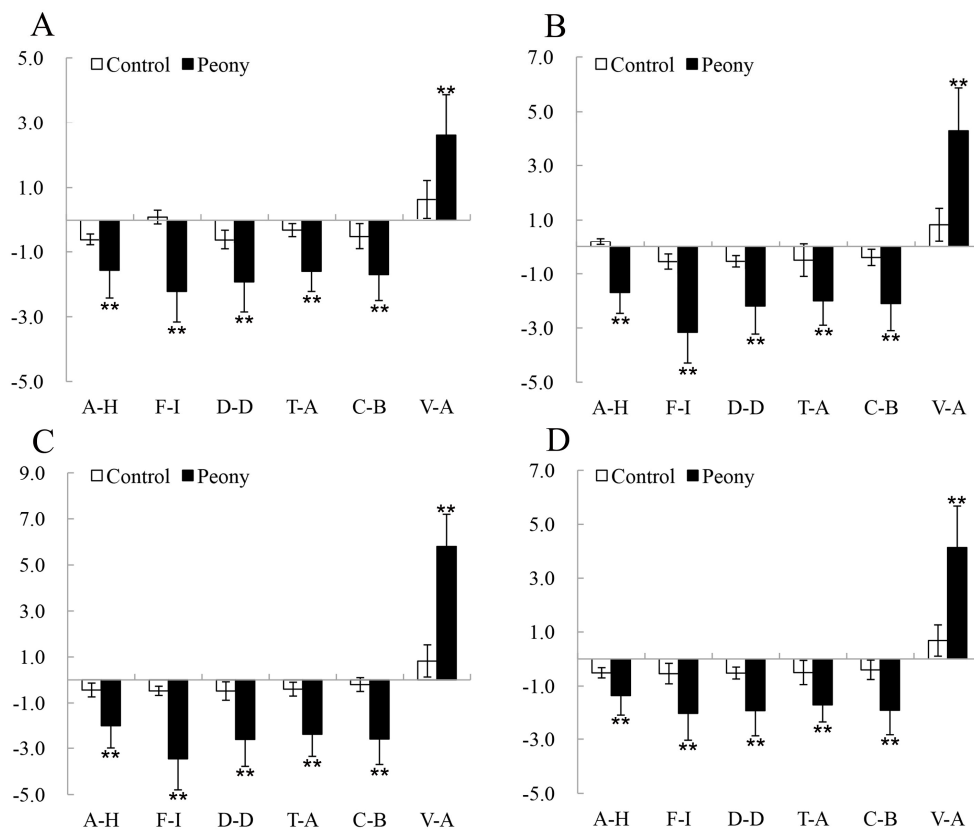 A
5.0
3.0
1.0
-1.0
-3.0
-5.0
Control Peony
** ** ** ** ** **
A-H F-I D-D T-A C-B V-A
B
7.0
5.0
3.0
1.0
-1.0
-3.0
-5.0
Control Peony
** ** ** ** ** **
A-H F-I D-D T-A C-B V-A
C
9.0
7.0
5.0
3.0
1.0
-1.0
-3.0
-5.0
Control Peony
** ** ** ** ** **
A-H F-I D-D T-A C-B V-A
D
7.0
5.0
3.0
1.0
-1.0
-3.0
-5.0
Control Peony
** ** ** ** ** **
A-H F-I D-D T-A C-B V-A